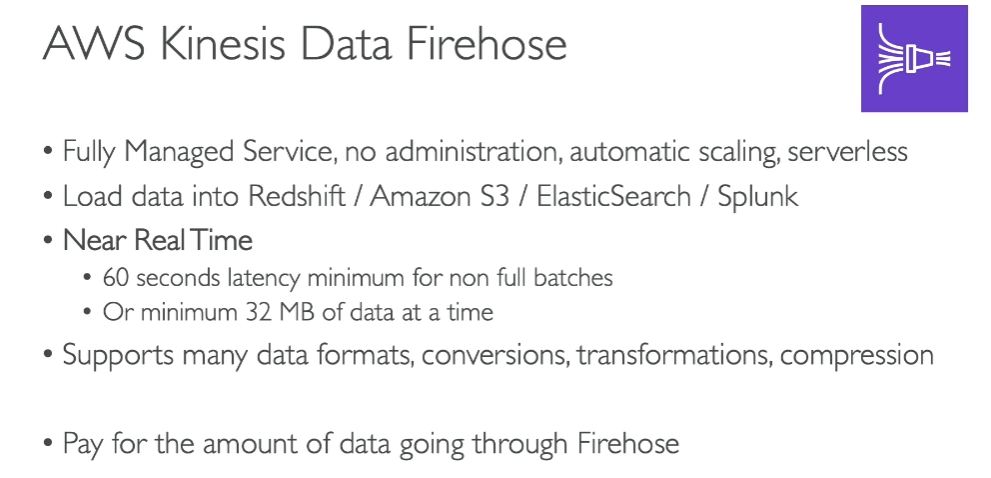 AWS Kinesis Data Firehose
• Fully Managed Service, no administration, automatic scaling, serverless
• Load data into Redshift / Amazon S3 / ElasticSearch / Splunk
• Near Real Time
• 60 seconds latency minimum for non full batches
• Or minimum 32 MB of data at a time
• Supports many data formats, conversions, transformations, compression
• Pay for the amount of data going through Firehose